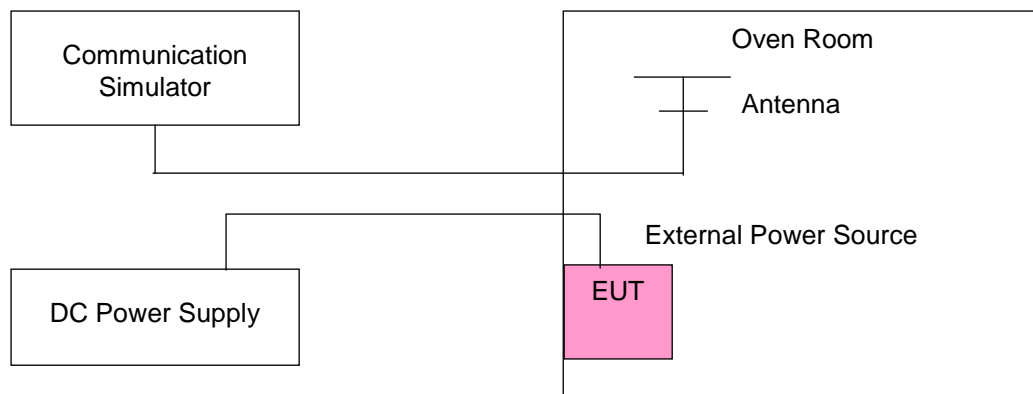 Communication
Simulator
Oven Room
Antenna
External Power Source
DC Power Supply
EUT